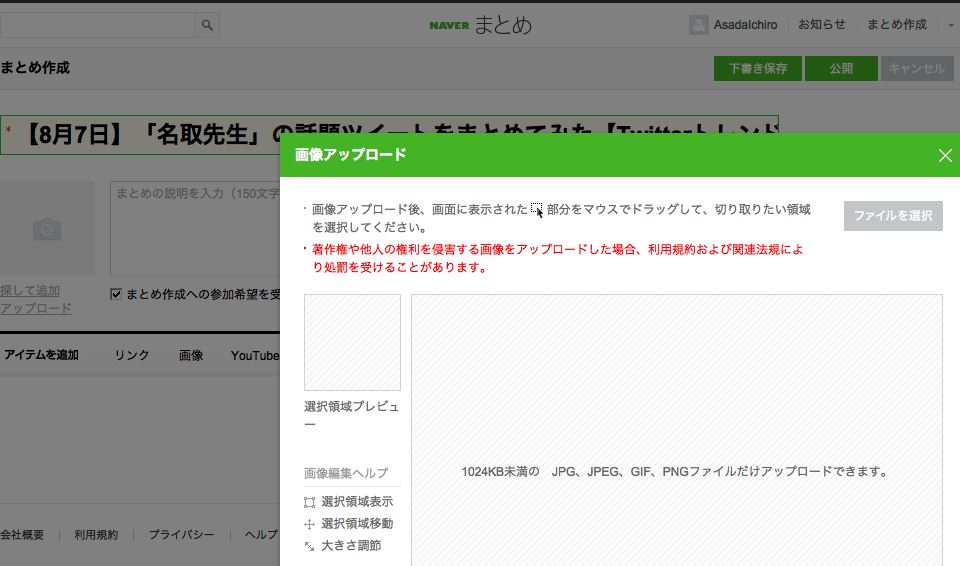 NAVER まとめ
AsadaIchiro お知らせ まとめ作成
まとめ作成
下書き保存 公開 キャンセル
* 【8月7日】「名取先生」の話題ツイートをまとめてみた【Twitterトレンド
画像アップロード
まとめの説明を入力（150文字
・画像アップロード後、画面に表示された 部分をマウスでドラッグして、切り取りたい領域
を選択してください。
ファイルを選択
・著作権や他人の権利を侵害する画像をアップロードした場合、利用規約および関連法規によ
り処罰を受けることがあります。
探して追加
アップロード
まとめ作成への参加希望を受
アイテムを追加 リンク 画像 YouTube
選択領域プレビュ
ー
画像編集ヘルプ
1024KB未満の JPG、JPEG、GIF、PNGファイルだけアップロードできます。
選択領域表示
選択領域移動
大きさ調節
会社概要 利用規約 プライバシー ヘルプ